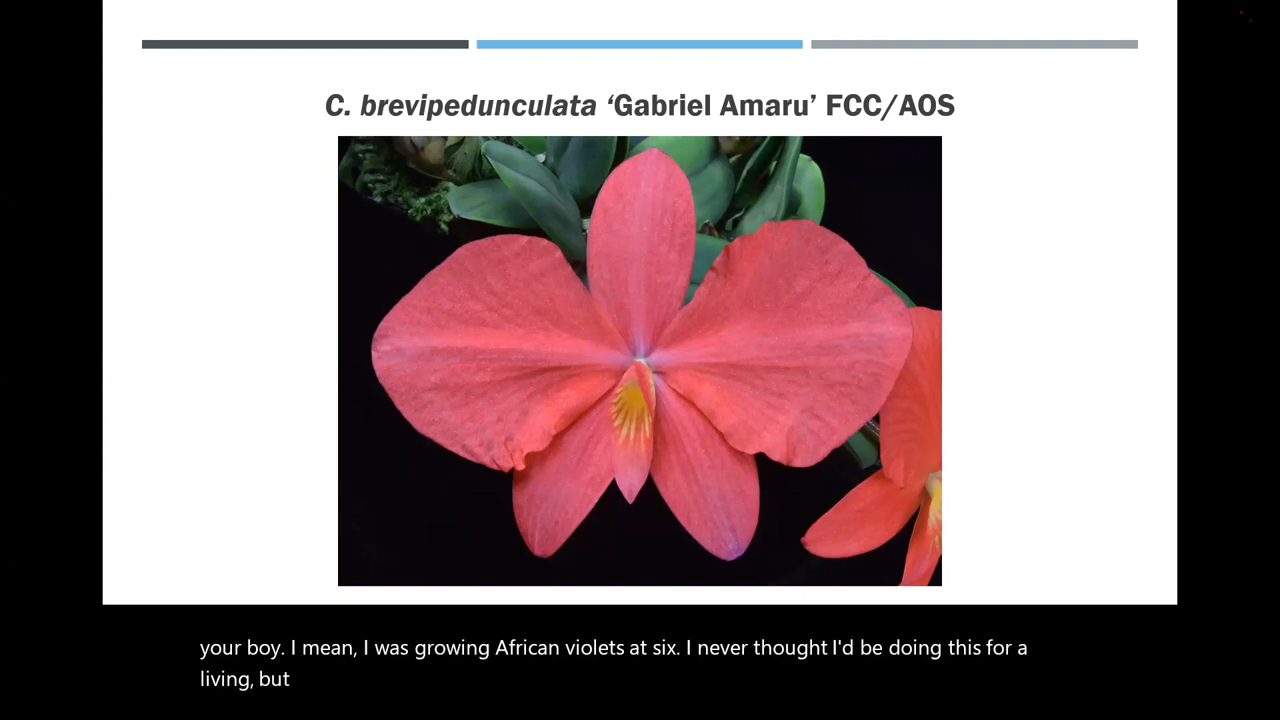 C. brevipedunculata ‘Gabriel Amaru’ FCC/AOS
your boy. I mean, I was growing African violets at six. I never thought I'd be doing this for a
living, but